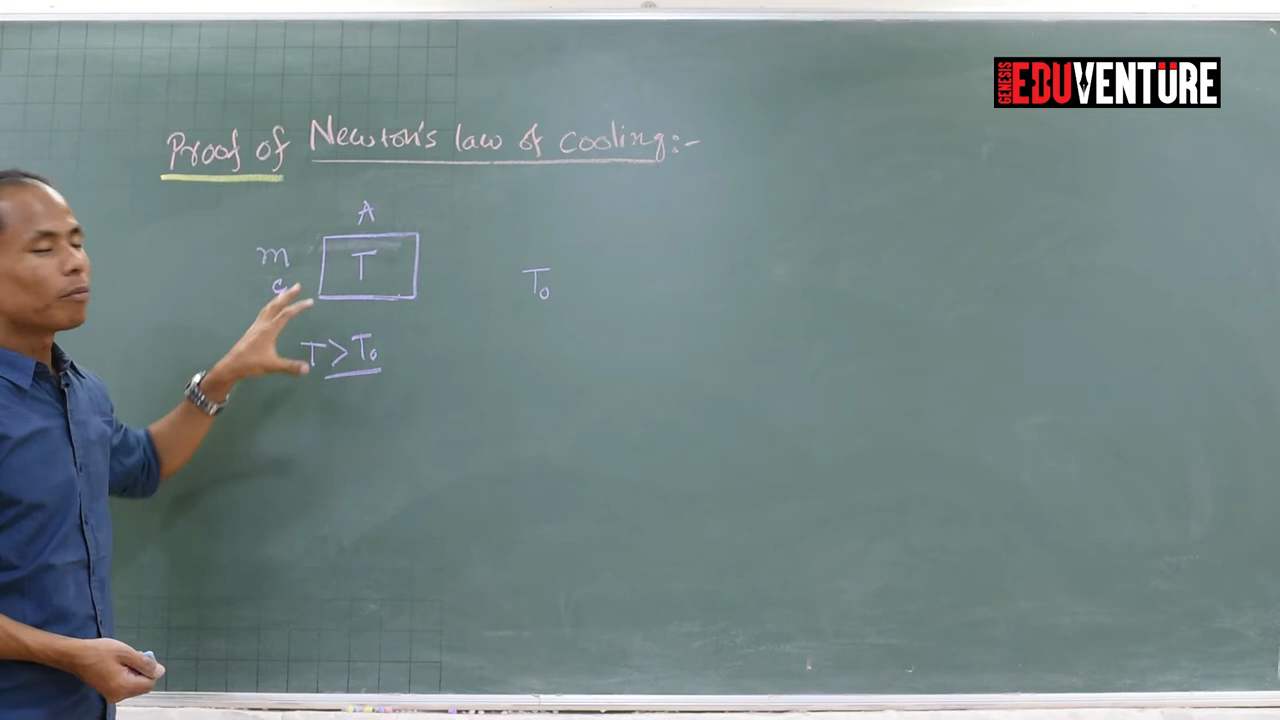 GENESIS EDUVENTURE
Proof of Newton's law of cooling:-
A
m
T
T₀
T > T₀